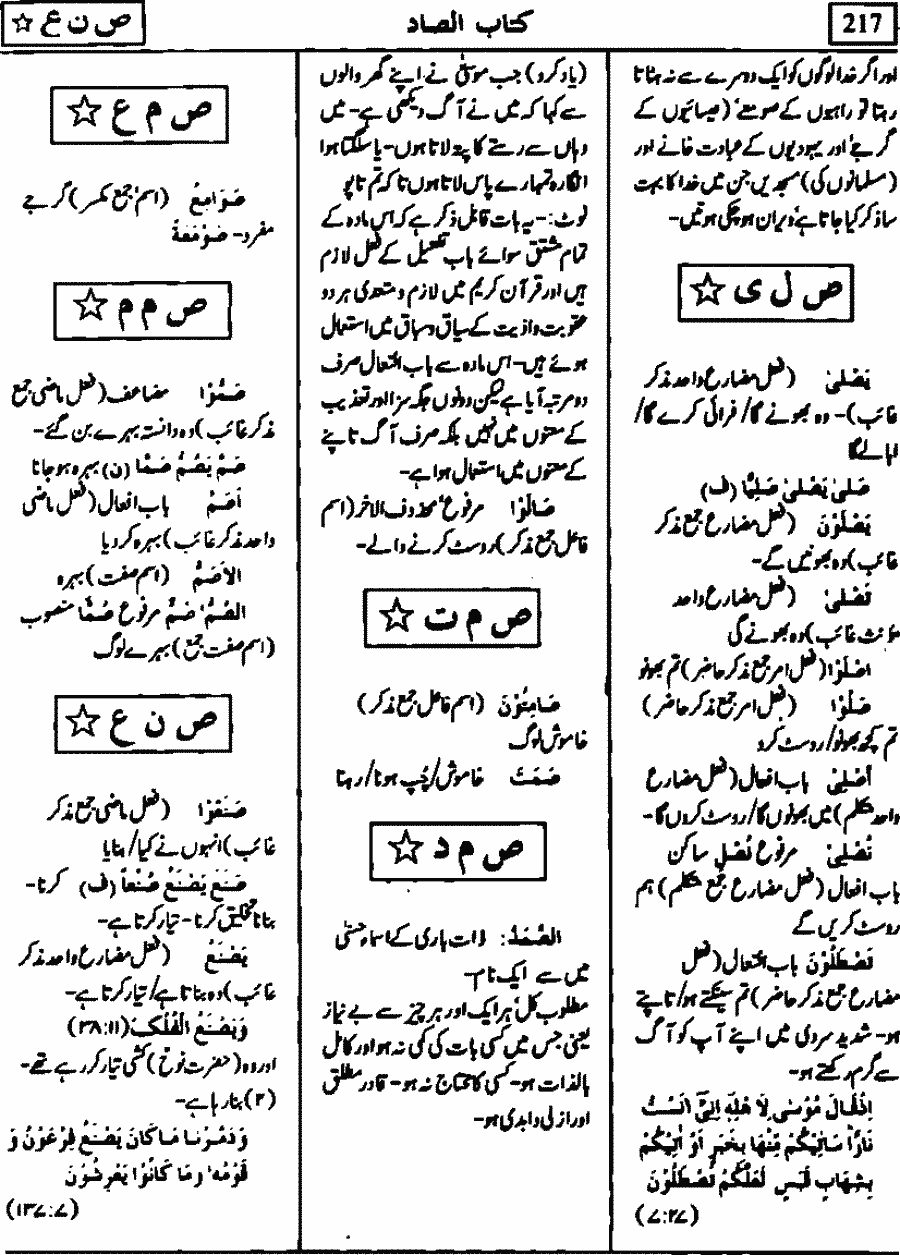 217
کتاب الصاد
ص ن ع ☆
اور اگر خدا لوگوں کو ایک دوسرے سے نہ ہٹاتا
رہتا تو راہبوں کے صومعے (عیسائیوں کے
گرجے' اور یہودیوں کے عبادت خانے اور
(مسلمانوں کی) مسجدیں جن میں خدا کا بہت
سا ذکر کیا جاتا ہے' ویران ہو چکی ہوتیں-
ص ل ی ☆
يَصْلىٰ (فعل مضارع واحد مذکر
غائب)- وہ بھونے گا/ فرائی کرے گا/
لے گا
صَلىٰ يَصْلىٰ صَلِيًّا (ف)
يَصْلَوْنَ (فعل مضارع جمع مذکر
غائب) وہ بھونیں گے-
تَصْلىٰ (فعل مضارع واحد
مؤنث غائب) وہ بھونے گی
اصْلَوْا (فعل امر جمع مذکر حاضر) تم بھونو
صَلُّوْا (فعل امر جمع مذکر حاضر)
تم کچھ بھونو/ روسٹ کرو
أُصْلِىْ باب افعال (فعل مضارع
واحد متکلم) میں بھونوں گا/ روسٹ کروں گا-
نُصْلِىْ مرفوع نُصْلِ ساکن
باب افعال (فعل مضارع جمع متکلم) ہم
روسٹ کریں گے
تَصْطَلُوْنَ باب افتعال (فعل
مضارع جمع مذکر حاضر) تم سینکتے ہو/ تاپتے
ہو- شدید سردی میں اپنے آپ کو آگ
سے گرم رکھتے ہو-
اِذْقَالَ مُوْسٰى لِاَ هْلِهٖ اِنِّىْٓ اٰنَسْتُ
نَارًا سَاٰتِيْكُمْ مِّنْهَا بِخَبَرٍ اَوْ اٰتِيْكُمْ
بِشِهَابٍ قَبَسٍ لَّعَلَّكُمْ تَصْطَلُوْنَ
(۷:۲۷)
(یاد کرو) جب موسیٰؑ نے اپنے گھر والوں
سے کہا کہ میں نے آگ دیکھی ہے- میں
وہاں سے رستے کا پتہ لاتا ہوں- یا سلگتا ہوا
انگارہ تمہارے پاس لاتا ہوں تا کہ تم تاپو
نوٹ:- یہ بات قابل ذکر ہے کہ اس مادہ کے
تمام مشتق سوائے باب تفعیل کے فعل لازم
ہیں اور قرآن کریم میں لازم و متعدی ہر دو
عقوبت و اذیت کے سیاق و سباق میں استعمال
ہوئے ہیں- اس مادہ سے باب افتعال صرف
دو مرتبہ آیا ہے لیکن دونوں جگہ سزا اور تعذیب
کے معنوں میں نہیں بلکہ صرف آگ تاپنے
کے معنوں میں استعمال ہوا ہے-
صَالُوْا مرفوع' محذوف الاٰخر (اسم
فاعل جمع مذکر) روسٹ کرنے والے-
ص م ت ☆
صَامِتُوْنَ (اسم فاعل جمع مذکر)
خاموش لوگ
صَمَتَ خاموش/ چُپ ہونا/ رہنا
ص م د ☆
الصَّمَدُ: ذات باری کے اسماء حسنیٰ
میں سے ایک نام-
مطلوب کل' ہر ایک اور ہر چیز سے بے نیاز
یعنی جس میں کسی بات کی کمی نہ ہو اور کامل
بالذات ہو- کسی کا محتاج نہ ہو- قادر مطلق
اور ازلی و ابدی ہو-
ص م ع ☆
صَوَامِعُ (اسم' جمع مکسر) گرجے
مفرد- صَوْمَعَةٌ
ص م م ☆
صَمُّوْا مضاعف (فعل ماضی جمع
مذکر غائب) وہ دانستہ بہرے بن گئے-
صَمَّ يَصُمُّ صَمًّا (ن) بہرہ ہو جانا
أَصَمَّ باب افعال (فعل ماضی
واحد مذکر غائب) بہرہ کر دیا
الأَصَمُّ (اسم صفت) بہرہ
الصُّمُّ' صُمٌّ مرفوع صُمًّا منصوب
(اسم صفت جمع) بہرے لوگ
ص ن ع ☆
صَنَعُوْا (فعل ماضی جمع مذکر
غائب) انہوں نے کیا/ بنایا
صَنَعَ يَصْنَعُ صُنْعاً (ف) کرنا-
بنانا تخلیق کرنا- تیار کرتا ہے-
يَصْنَعُ (فعل مضارع واحد مذکر
غائب) وہ بناتا ہے/ تیار کرتا ہے-
وَيَصْنَعُ الْفُلْكَ (۳۸:۱۱)
اور وہ (حضرت نوحؑ) کشتی تیار کر رہے تھے-
(۲) بنا رہا ہے-
وَدَمَّرْنَا مَا كَانَ يَصْنَعُ فِرْعَوْنُ وَ
قَوْمُهٗ' وَمَا كَانُوْا يَعْرِشُوْنَ
(۱۳۷:۷)